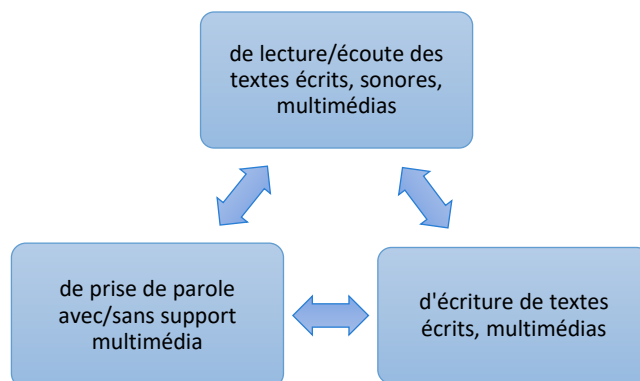 de lecture/écoute des
textes écrits, sonores,
multimédias
de prise de parole
avec/sans support
multimédia
d'écriture de textes
écrits, multimédias